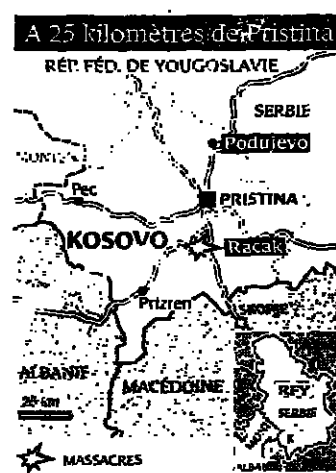 A 25 kilomètres de Pristina
RÉP. FÉD. DE YOUGOSLAVIE
SERBIE
Podujevo
Pec
PRISTINA
KOSOVO
Racak
Prizren
SKOPJE
ALBANIE
MACÉDOINE
25 km
RFY
SERBIE
K
MASSACRES